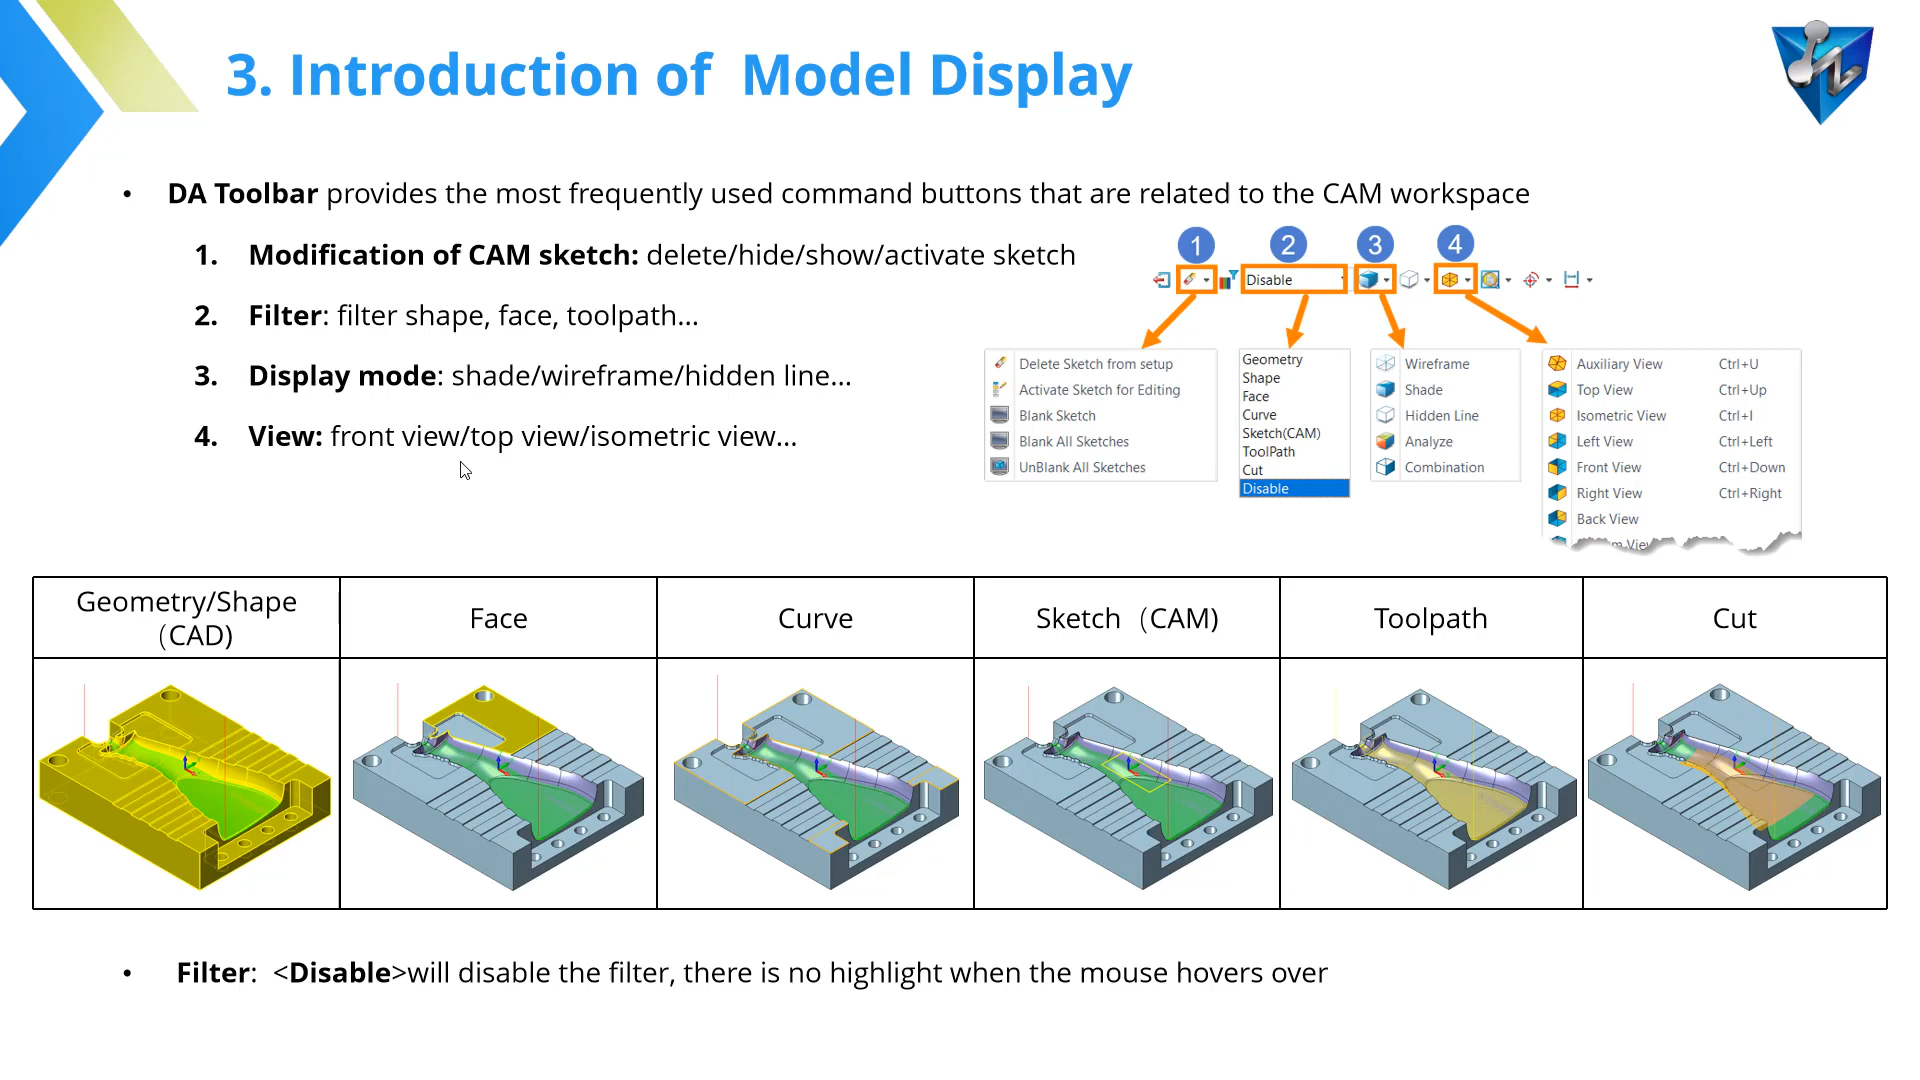 3. Introduction of Model Display
• DA Toolbar provides the most frequently used command buttons that are related to the CAM workspace
1. Modification of CAM sketch: delete/hide/show/activate sketch
2. Filter: filter shape, face, toolpath...
3. Display mode: shade/wireframe/hidden line...
4. View: front view/top view/isometric view...
1
2
3
4
Disable
Delete Sketch from setup
Activate Sketch for Editing
Blank Sketch
Blank All Sketches
UnBlank All Sketches
Geometry
Shape
Face
Curve
Sketch(CAM)
ToolPath
Cut
Disable
Wireframe
Shade
Hidden Line
Analyze
Combination
Auxiliary View Ctrl+U
Top View Ctrl+Up
Isometric View Ctrl+I
Left View Ctrl+Left
Front View Ctrl+Down
Right View Ctrl+Right
Back View
Geometry/Shape
（CAD)
Face
Curve
Sketch（CAM)
Toolpath
Cut
• Filter: <Disable>will disable the filter, there is no highlight when the mouse hovers over